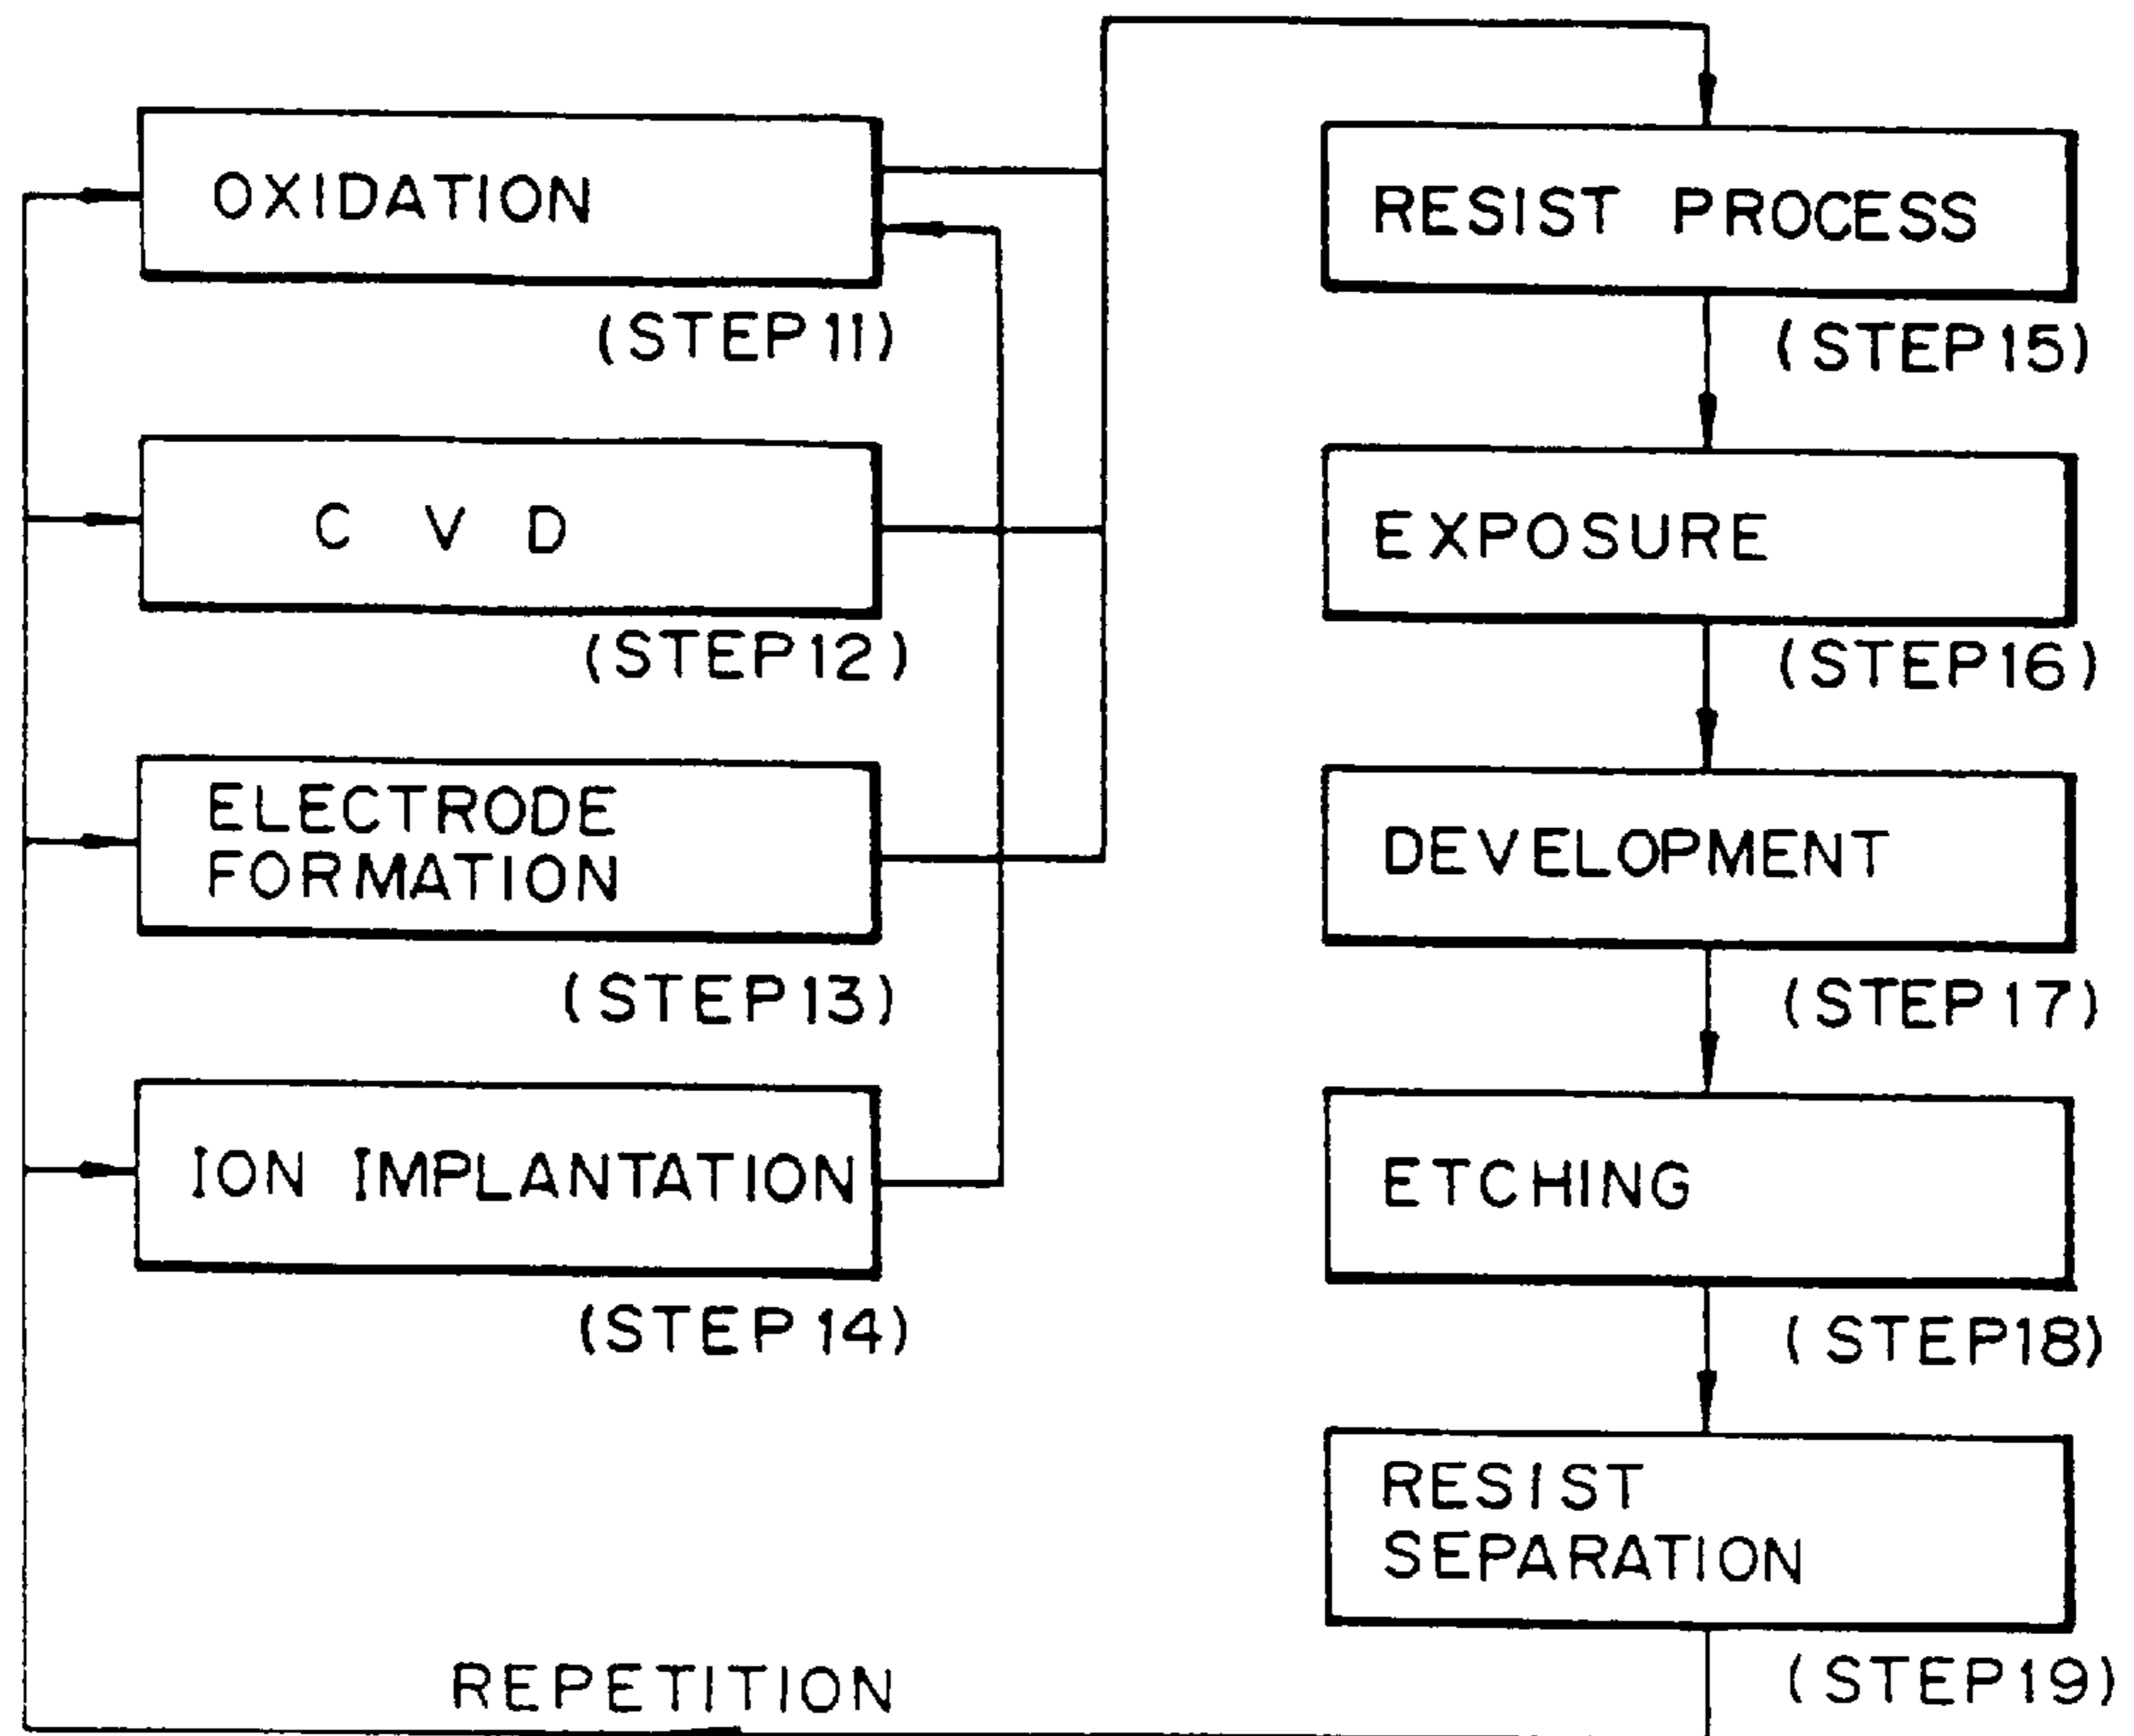 OXIDATION
(STEP 11)
C V D
(STEP 12)
ELECTRODE
FORMATION
(STEP 13)
ION IMPLANTATION
(STEP 14)
REPETITION
RESIST PROCESS
(STEP 15)
EXPOSURE
(STEP 16)
DEVELOPMENT
(STEP 17)
ETCHING
(STEP 18)
RESIST
SEPARATION
(STEP 19)